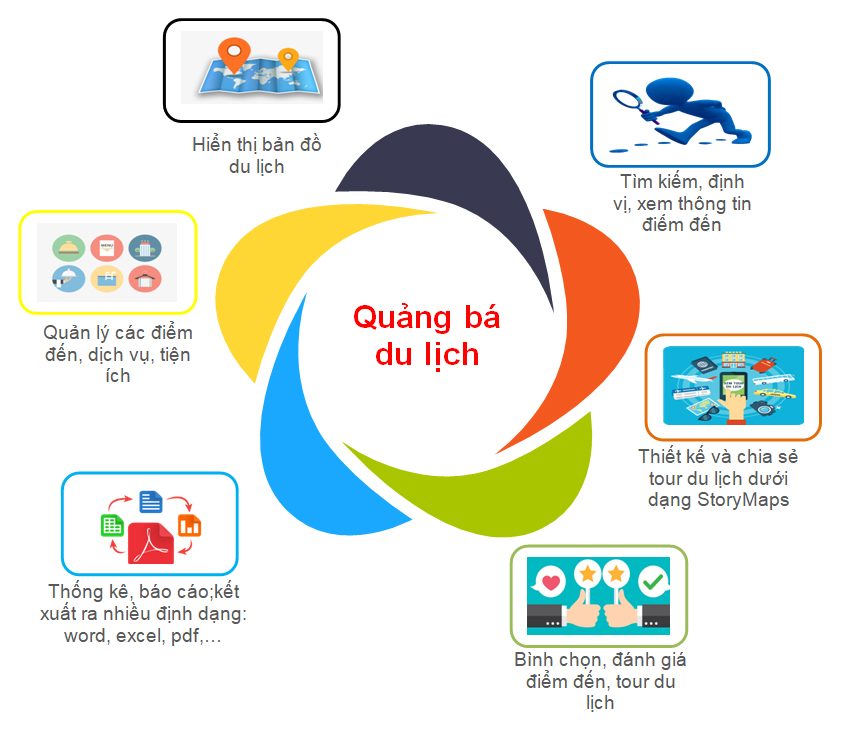 Hiển thị bản đồ
du lịch
Tìm kiếm, định
vị, xem thông tin
điểm đến
MENU
Quản lý các điểm
đến, dịch vụ, tiện
ích
Quảng bá
du lịch
XEM TOUR
DU LỊCH
Thiết kế và chia sẻ
tour du lịch dưới
dạng StoryMaps
Thống kê, báo cáo;kết
xuất ra nhiều định dạng:
word, excel, pdf,…
Bình chọn, đánh giá
điểm đến, tour du
lịch